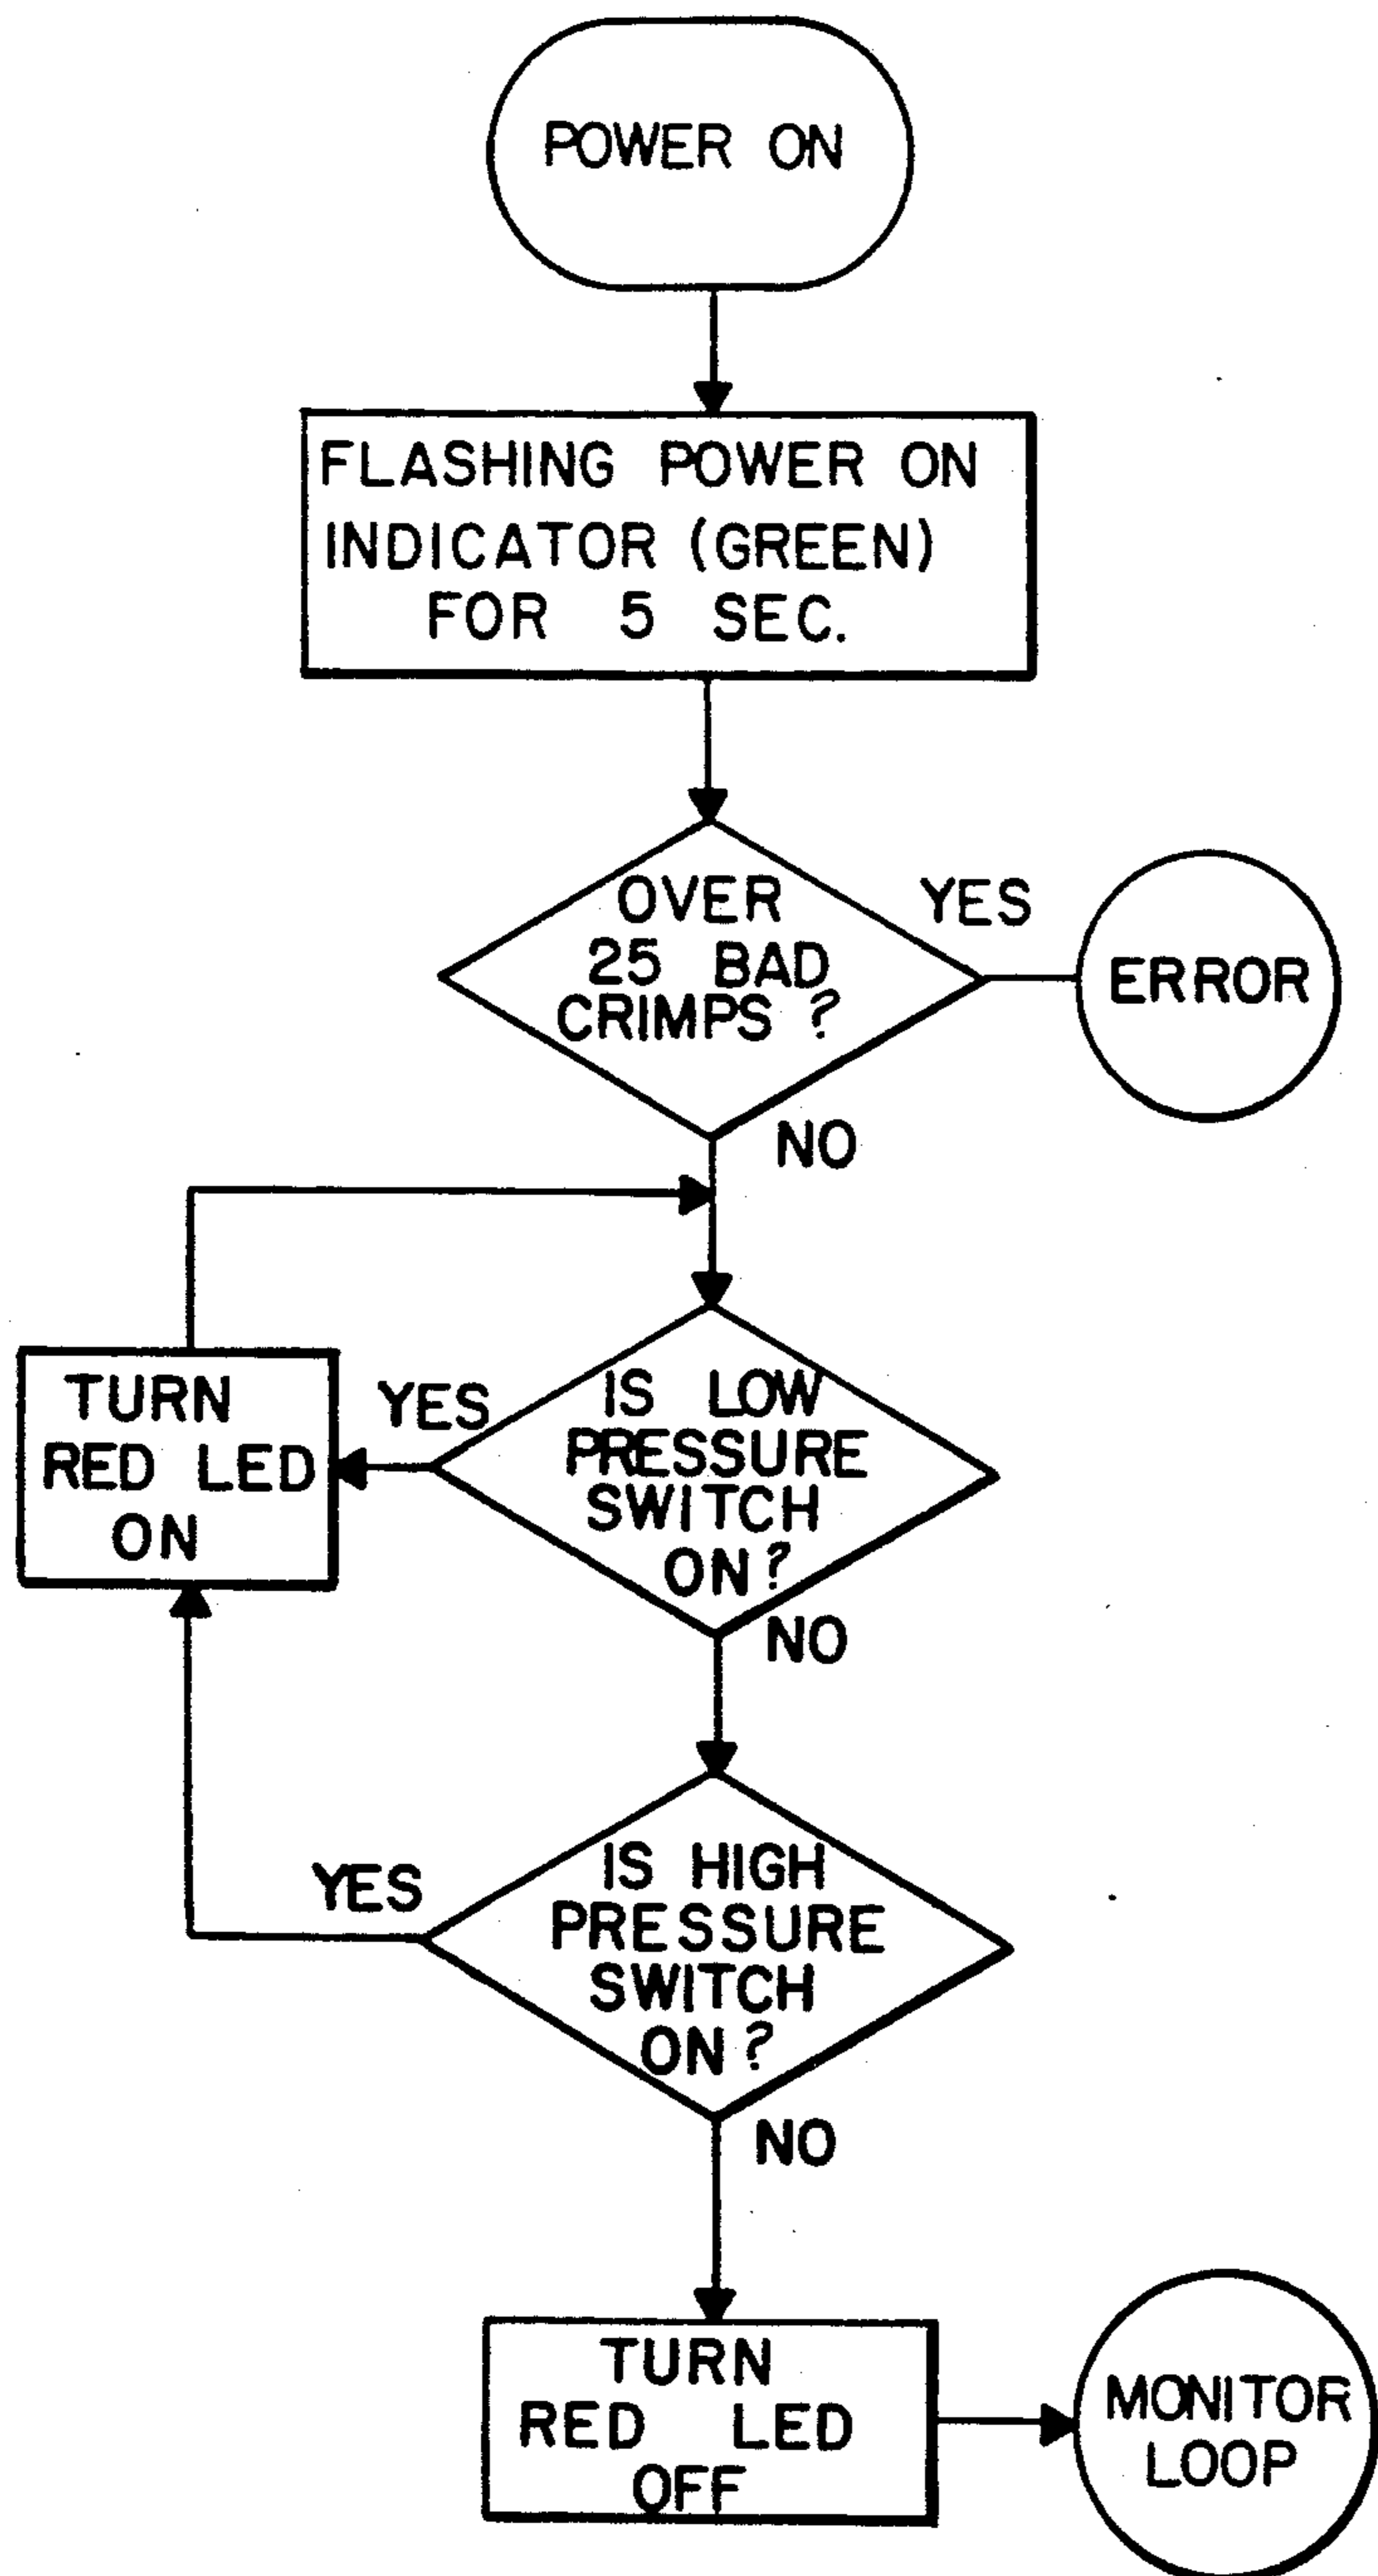 POWER ON
FLASHING POWER ON
INDICATOR (GREEN)
FOR 5 SEC.
OVER
25 BAD
CRIMPS ?
YES
ERROR
NO
TURN
RED LED
ON
YES
IS LOW
PRESSURE
SWITCH
ON?
NO
YES
IS HIGH
PRESSURE
SWITCH
ON?
NO
TURN
RED LED
OFF
MONITOR
LOOP